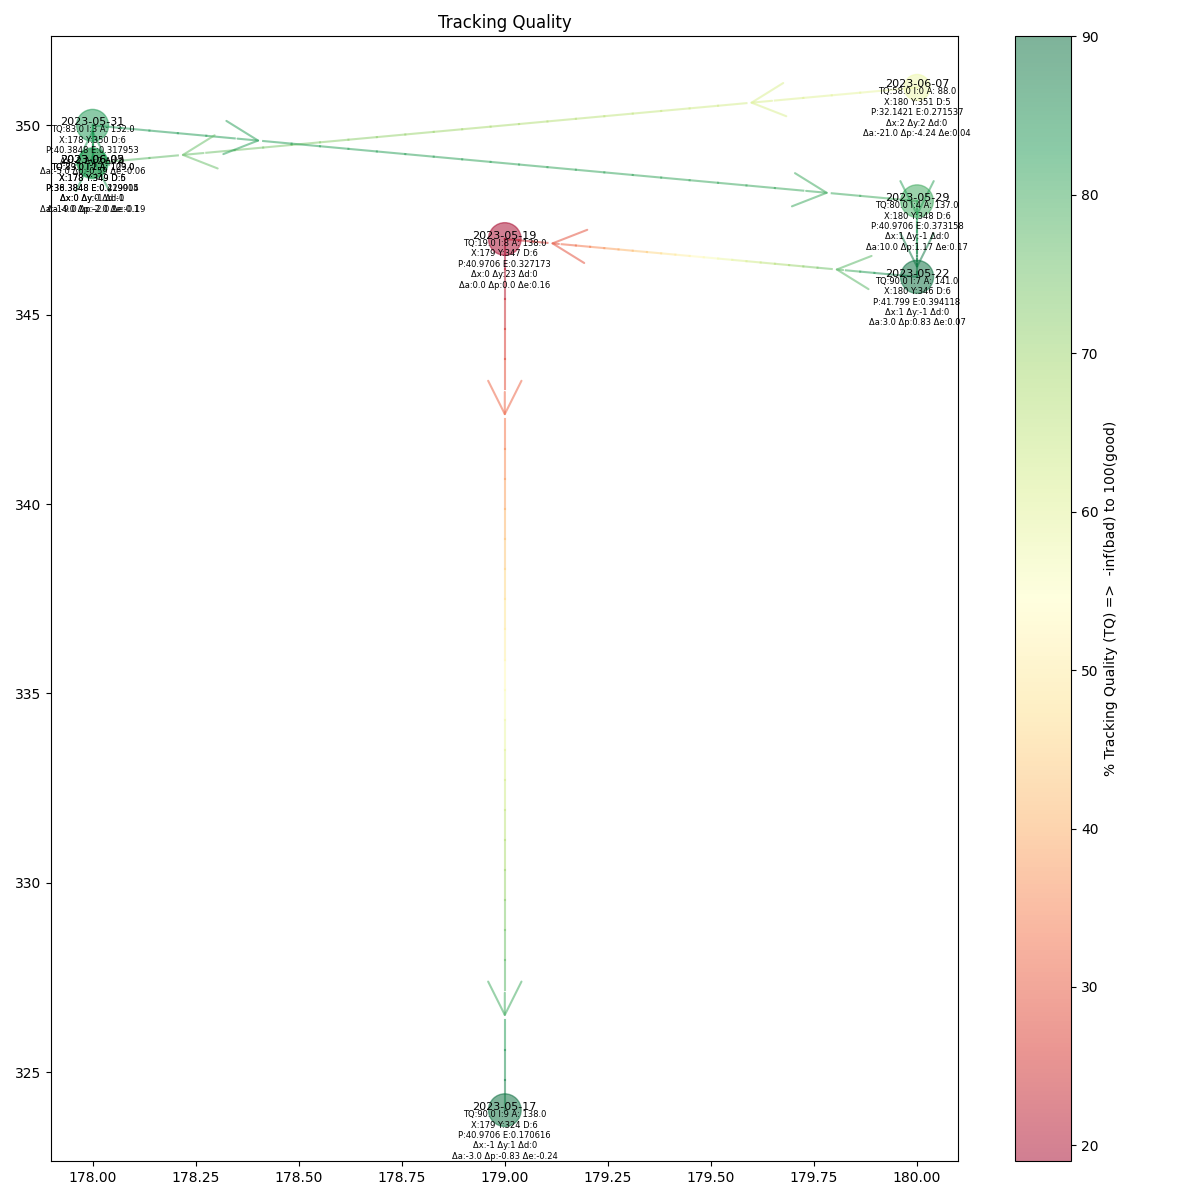 Tracking Quality
2023-05-31
TQ:83.0 I:3 A: 132.0
X:178 Y:350 D:6
P:40.3848 E:0.317953
2023-06-07
TQ:58.0 I:0 A: 88.0
X:180 Y:351 D:5
P:32.1421 E:0.271537
Δx:2 Δy:2 Δd:0
Δa:-21.0 Δp:-4.24 Δe:0.04
2023-05-29
TQ:80.0 I:4 A: 137.0
X:180 Y:348 D:6
P:40.9706 E:0.373158
Δx:1 Δy:-1 Δd:0
Δa:10.0 Δp:1.17 Δe:0.17
2023-05-19
TQ:19.0 I:8 A: 138.0
X:179 Y:347 D:6
P:40.9706 E:0.327173
Δx:0 Δy:23 Δd:0
Δa:0.0 Δp:0.0 Δe:0.16
2023-05-22
TQ:90.0 I:7 A: 141.0
X:180 Y:346 D:6
P:41.799 E:0.394118
Δx:1 Δy:-1 Δd:0
Δa:3.0 Δp:0.83 Δe:0.07
2023-05-17
TQ:90.0 I:9 A: 138.0
X:179 Y:324 D:6
P:40.9706 E:0.170616
Δx:-1 Δy:1 Δd:0
Δa:-3.0 Δp:-0.83 Δe:-0.24
350
345
340
335
330
325
178.00
178.25
178.50
178.75
179.00
179.25
179.50
179.75
180.00
90
80
70
60
50
40
30
20
% Tracking Quality (TQ) => -inf(bad) to 100(good)